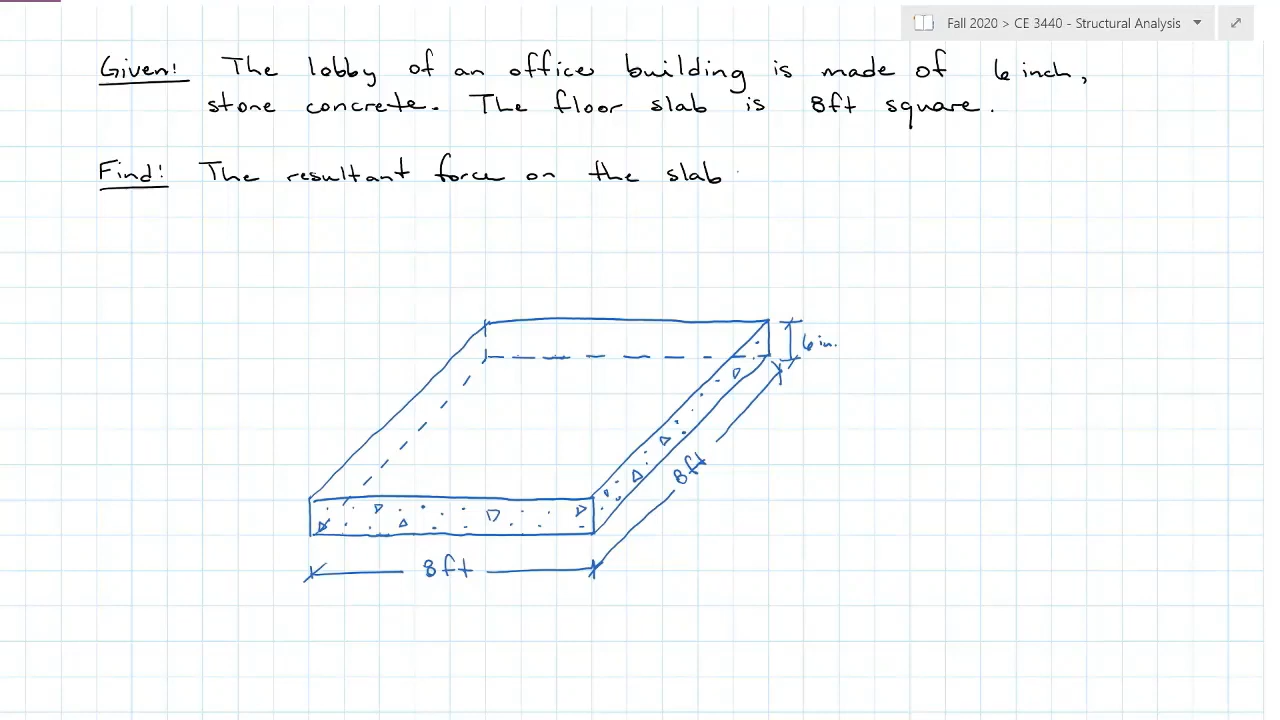 Fall 2020 > CE 3440 - Structural Analysis
Given: The lobby of an office building is made of 6 inch,
stone concrete. The floor slab is 8ft square.
Find: The resultant force on the slab
6 in.
8ft
8ft